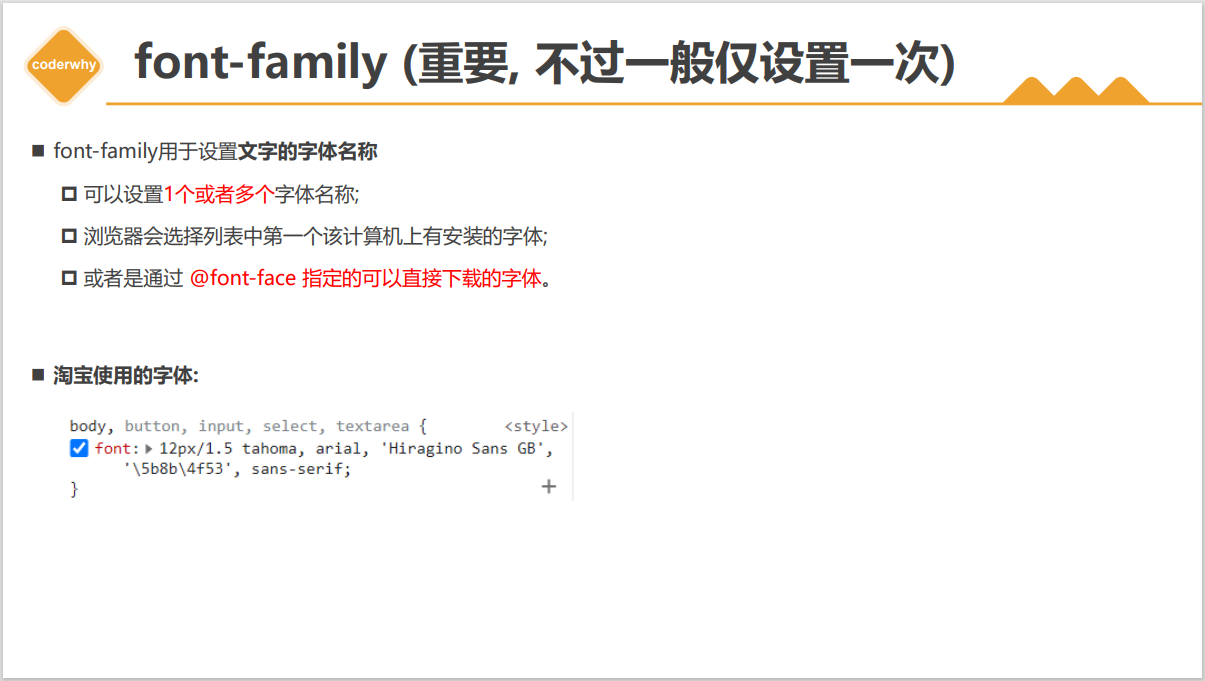 coderwhy
font-family (重要, 不过一般仅设置一次)
font-family用于设置文字的字体名称
可以设置1个或者多个字体名称;
浏览器会选择列表中第一个该计算机上有安装的字体;
或者是通过 @font-face 指定的可以直接下载的字体。
淘宝使用的字体:
body, button, input, select, textarea { <style>
font: 12px/1.5 tahoma, arial, 'Hiragino Sans GB',
'\5b8b\4f53', sans-serif;
}